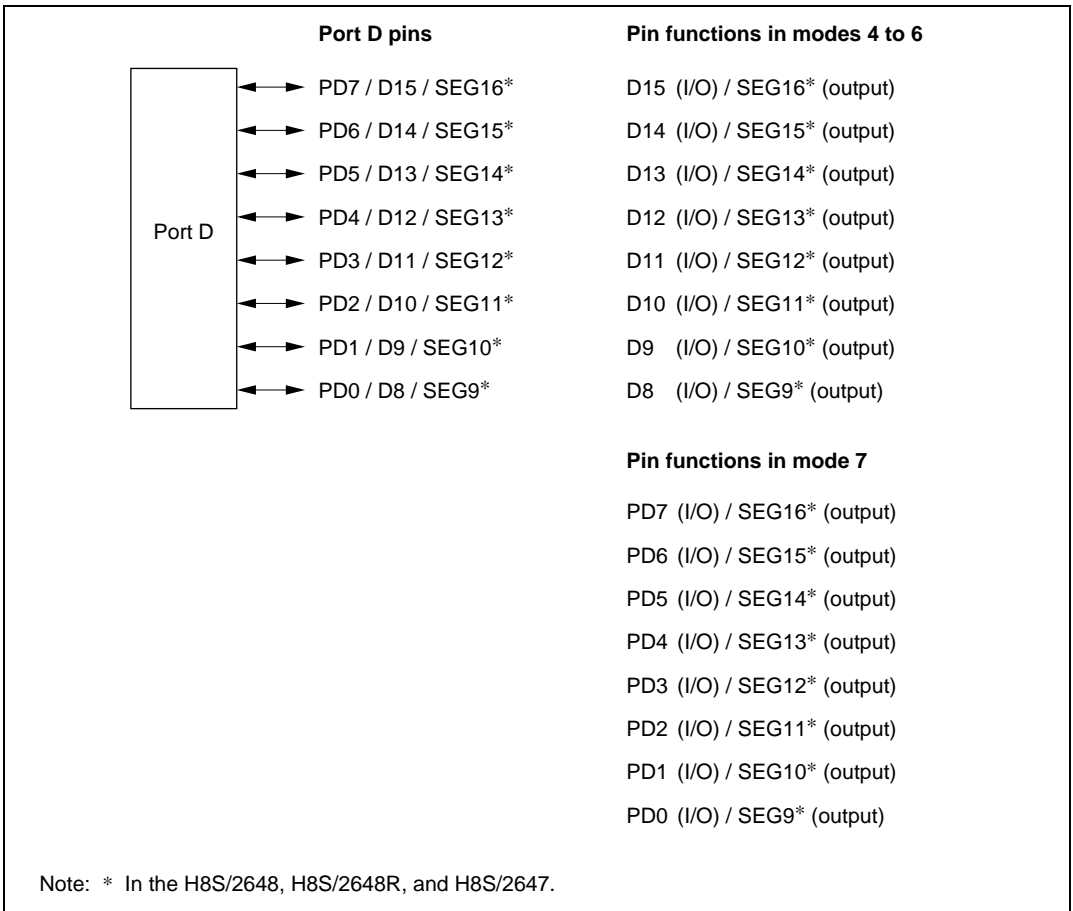 Port D pins Pin functions in modes 4 to 6
PD7 / D15 / SEG16* D15 (I/O) / SEG16* (output)
PD6 / D14 / SEG15* D14 (I/O) / SEG15* (output)
PD5 / D13 / SEG14* D13 (I/O) / SEG14* (output)
PD4 / D12 / SEG13* D12 (I/O) / SEG13* (output)
Port D
PD3 / D11 / SEG12* D11 (I/O) / SEG12* (output)
PD2 / D10 / SEG11* D10 (I/O) / SEG11* (output)
PD1 / D9 / SEG10* D9 (I/O) / SEG10* (output)
PD0 / D8 / SEG9* D8 (I/O) / SEG9* (output)
Pin functions in mode 7
PD7 (I/O) / SEG16* (output)
PD6 (I/O) / SEG15* (output)
PD5 (I/O) / SEG14* (output)
PD4 (I/O) / SEG13* (output)
PD3 (I/O) / SEG12* (output)
PD2 (I/O) / SEG11* (output)
PD1 (I/O) / SEG10* (output)
PD0 (I/O) / SEG9* (output)
Note: * In the H8S/2648, H8S/2648R, and H8S/2647.